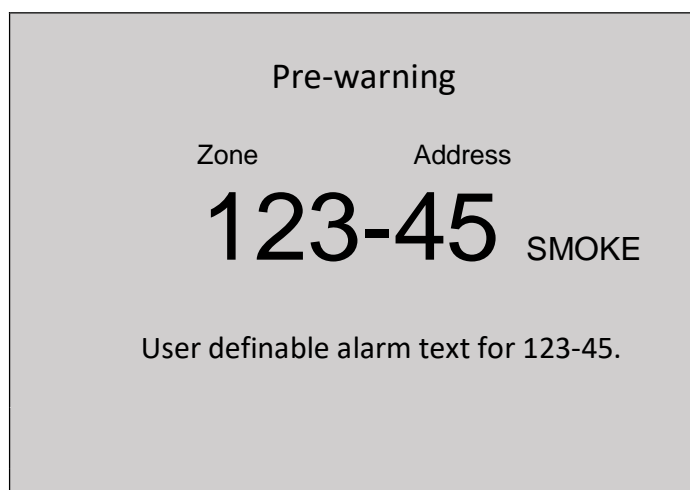 Pre-warning
Zone Address
123-45 SMOKE
User definable alarm text for 123-45.